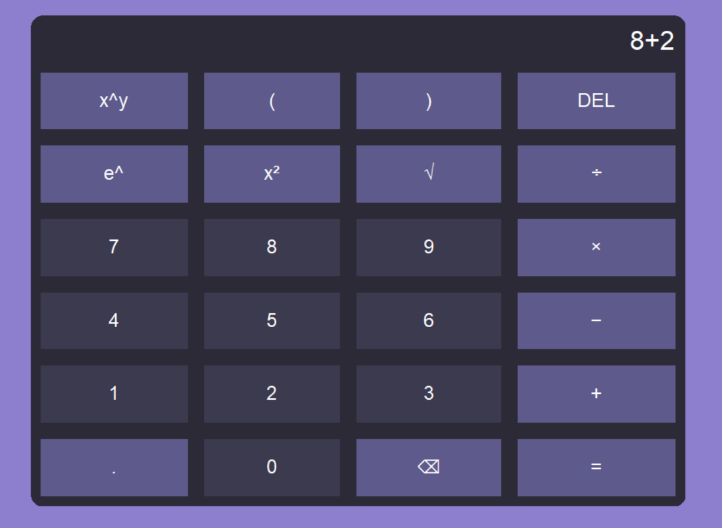 8+2
x^y ( ) DEL
e^ x² √ ÷
7 8 9 ×
4 5 6 −
1 2 3 +
. 0 ⌫ =